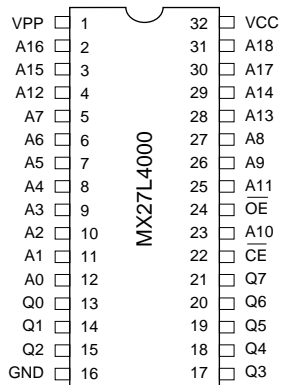 VPP 1 32 VCC
A16 2 31 A18
A15 3 30 A17
A12 4 29 A14
A7 5 28 A13
A6 6 27 A8
A5 7 26 A9
A4 8 25 A11
A3 9 24 OE
A2 10 23 A10
A1 11 22 CE
A0 12 21 Q7
Q0 13 20 Q6
Q1 14 19 Q5
Q2 15 18 Q4
GND 16 17 Q3
MX27L4000